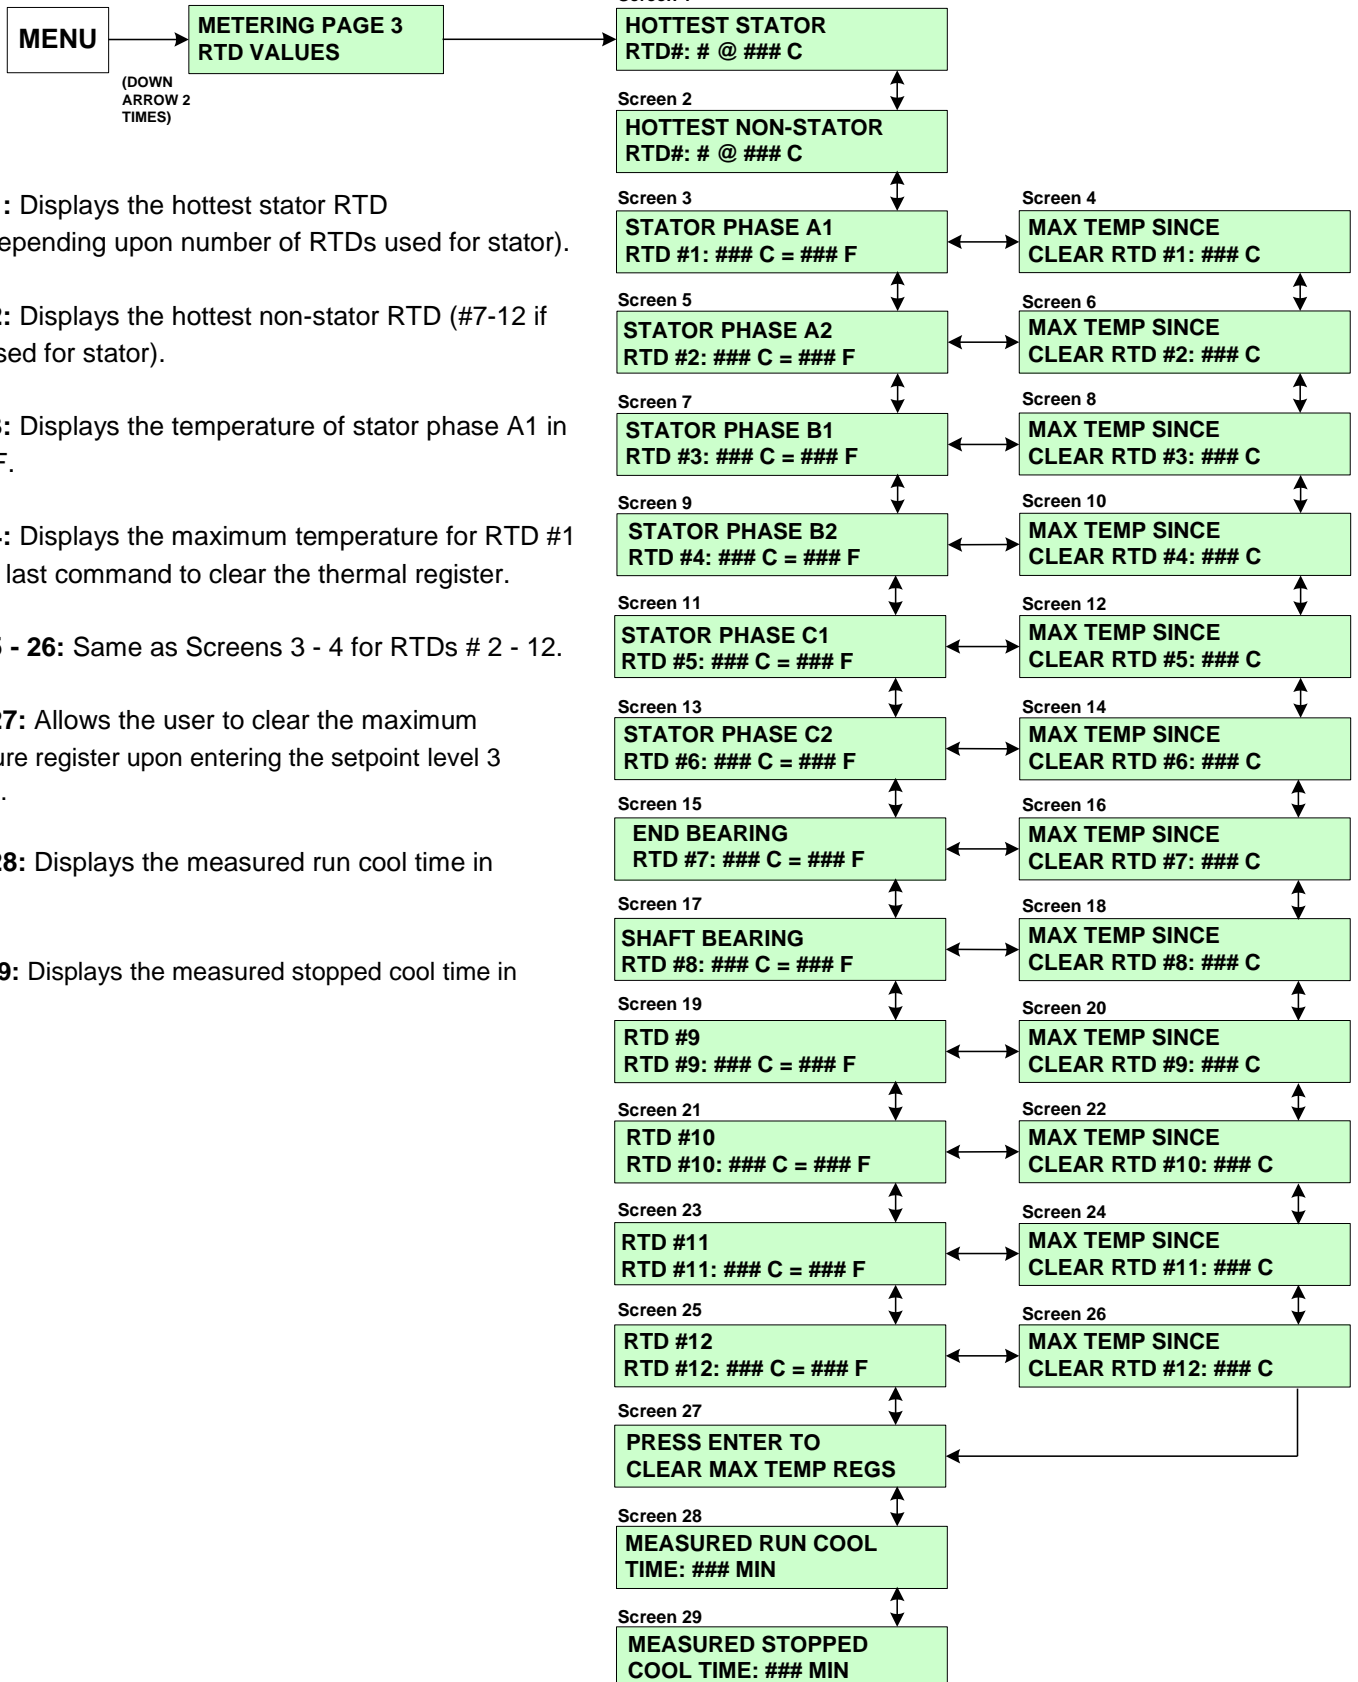 MENU
(DOWN
ARROW 2
TIMES)
METERING PAGE 3
RTD VALUES
HOTTEST STATOR
RTD#: # @ ### C
Screen 2
HOTTEST NON-STATOR
RTD#: # @ ### C
: Displays the hottest stator RTD
epending upon number of RTDs used for stator).
2: Displays the hottest non-stator RTD (#7-12 if
sed for stator).
3: Displays the temperature of stator phase A1 in
F.
4: Displays the maximum temperature for RTD #1
last command to clear the thermal register.
5 - 26: Same as Screens 3 - 4 for RTDs # 2 - 12.
27: Allows the user to clear the maximum
ure register upon entering the setpoint level 3
.
28: Displays the measured run cool time in
9: Displays the measured stopped cool time in
Screen 3
STATOR PHASE A1
RTD #1: ### C = ### F
Screen 4
MAX TEMP SINCE
CLEAR RTD #1: ### C
Screen 5
STATOR PHASE A2
RTD #2: ### C = ### F
Screen 6
MAX TEMP SINCE
CLEAR RTD #2: ### C
Screen 7
STATOR PHASE B1
RTD #3: ### C = ### F
Screen 8
MAX TEMP SINCE
CLEAR RTD #3: ### C
Screen 9
STATOR PHASE B2
RTD #4: ### C = ### F
Screen 10
MAX TEMP SINCE
CLEAR RTD #4: ### C
Screen 11
STATOR PHASE C1
RTD #5: ### C = ### F
Screen 12
MAX TEMP SINCE
CLEAR RTD #5: ### C
Screen 13
STATOR PHASE C2
RTD #6: ### C = ### F
Screen 14
MAX TEMP SINCE
CLEAR RTD #6: ### C
Screen 15
END BEARING
RTD #7: ### C = ### F
Screen 16
MAX TEMP SINCE
CLEAR RTD #7: ### C
Screen 17
SHAFT BEARING
RTD #8: ### C = ### F
Screen 18
MAX TEMP SINCE
CLEAR RTD #8: ### C
Screen 19
RTD #9
RTD #9: ### C = ### F
Screen 20
MAX TEMP SINCE
CLEAR RTD #9: ### C
Screen 21
RTD #10
RTD #10: ### C = ### F
Screen 22
MAX TEMP SINCE
CLEAR RTD #10: ### C
Screen 23
RTD #11
RTD #11: ### C = ### F
Screen 24
MAX TEMP SINCE
CLEAR RTD #11: ### C
Screen 25
RTD #12
RTD #12: ### C = ### F
Screen 26
MAX TEMP SINCE
CLEAR RTD #12: ### C
Screen 27
PRESS ENTER TO
CLEAR MAX TEMP REGS
Screen 28
MEASURED RUN COOL
TIME: ### MIN
Screen 29
MEASURED STOPPED
COOL TIME: ### MIN